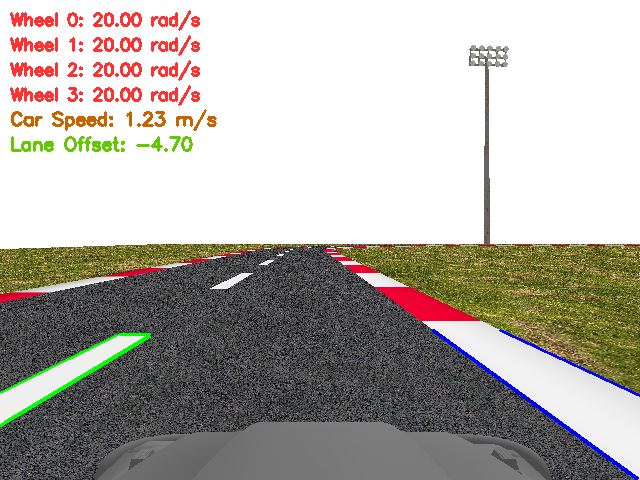 Wheel 0: 20.00 rad/s
Wheel 1: 20.00 rad/s
Wheel 2: 20.00 rad/s
Wheel 3: 20.00 rad/s
Car Speed: 1.23 m/s
Lane Offset: -4.70